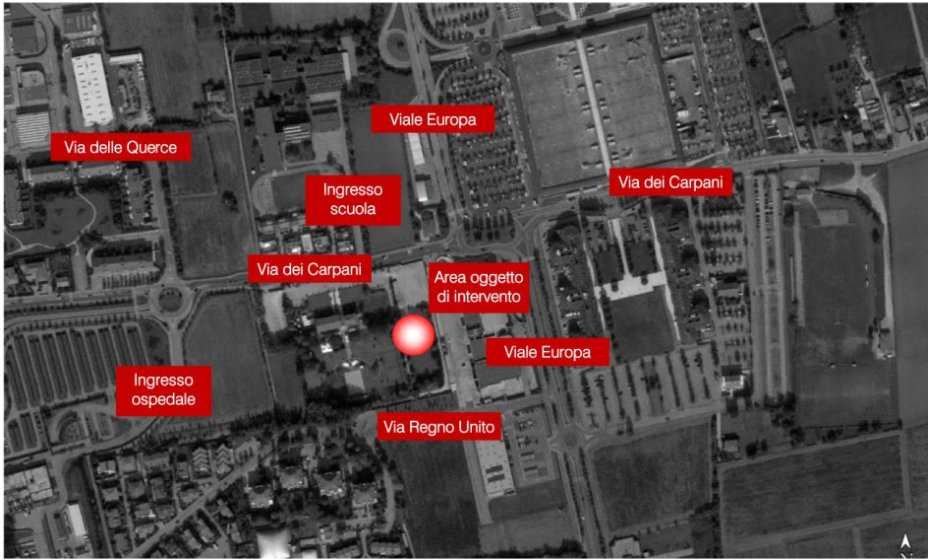 Viale Europa
Via delle Querce
Via dei Carpani
Ingresso
scuola
Via dei Carpani
Area oggetto
di intervento
Viale Europa
Ingresso
ospedale
Via Regno Unito